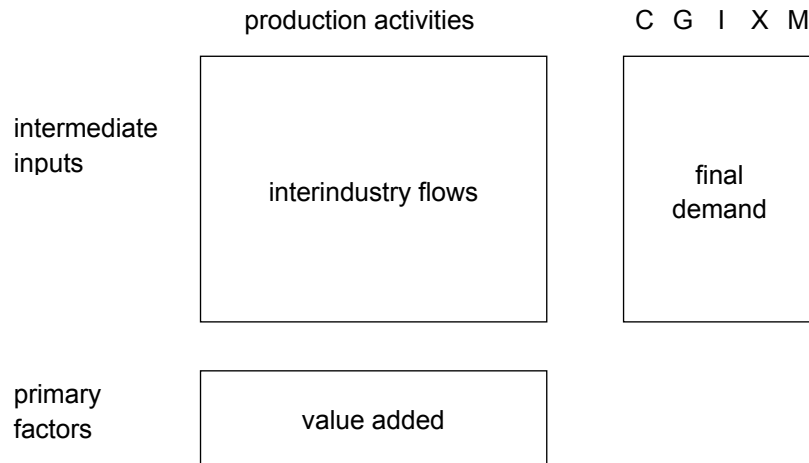 production activities
C G I X M
intermediate
inputs
interindustry flows
final
demand
primary
factors
value added